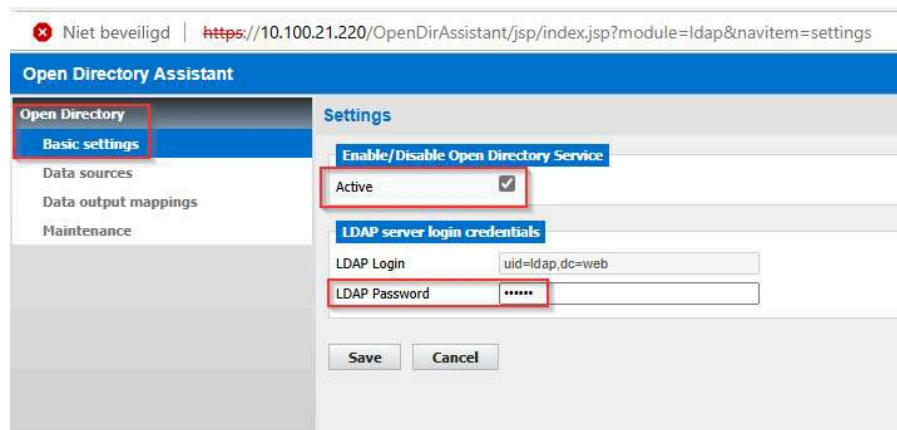 Niet beveiligd | https://10.100.21.220/OpenDirAssistant/jsp/index.jsp?module=ldap&navitem=settings
Open Directory Assistant
Open Directory
Basic settings
Data sources
Data output mappings
Maintenance
Settings
Enable/Disable Open Directory Service
Active
LDAP server login credentials
LDAP Login uid=ldap,dc=web
LDAP Password ••••••
Save Cancel